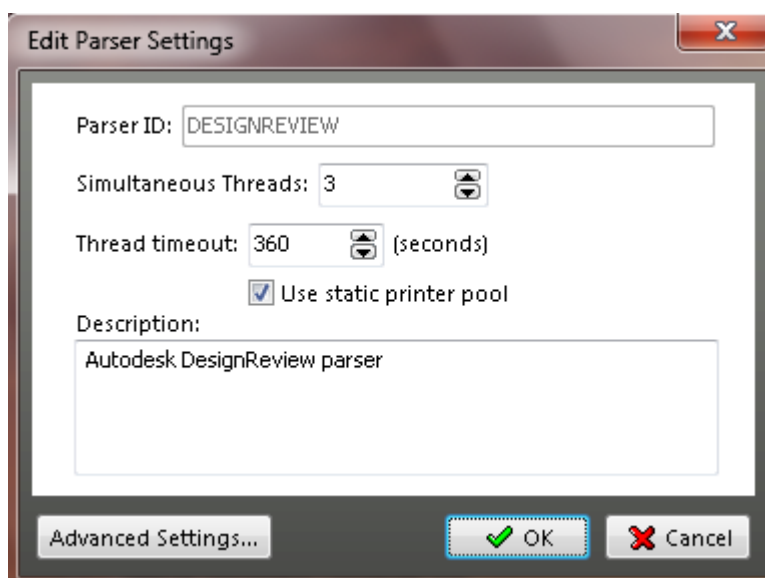 Edit Parser Settings
Parser ID: DESIGNREVIEW
Simultaneous Threads: 3
Thread timeout: 360 (seconds)
Use static printer pool
Description:
Autodesk DesignReview parser
Advanced Settings... OK Cancel